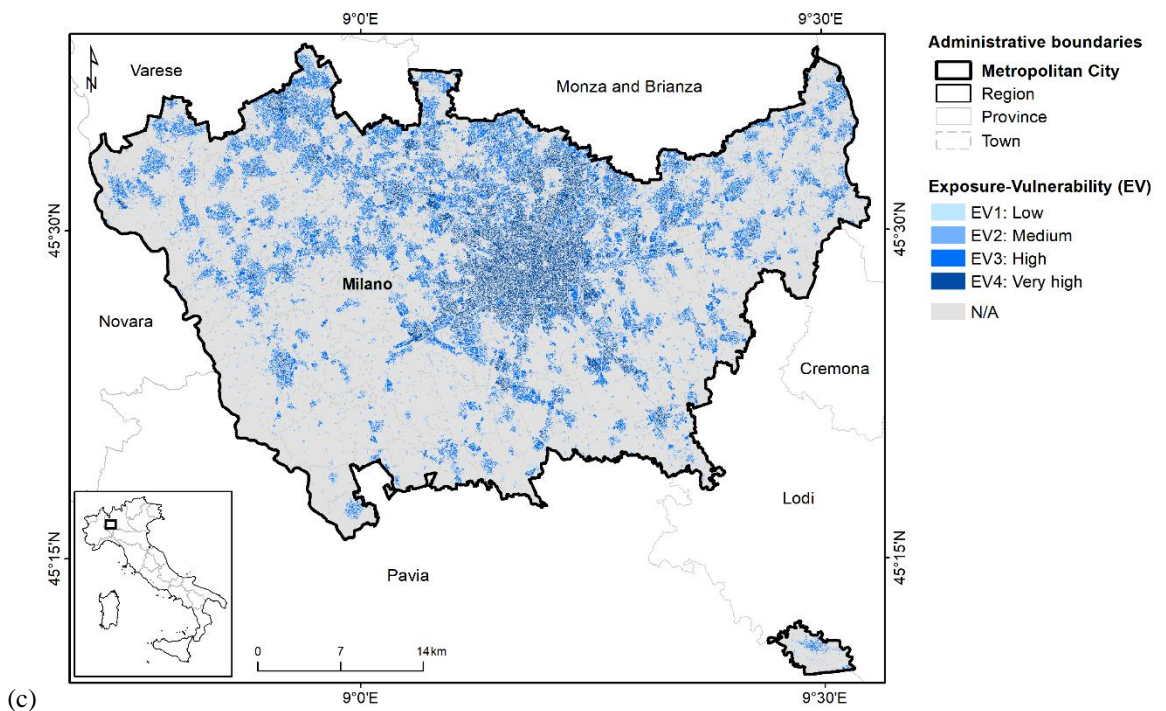 9°0'E
9°30'E
N
Varese
Monza and Brianza
45°30'N
45°30'N
Milano
Novara
Cremona
Lodi
45°15'N
45°15'N
Pavia
0
7
14 km
9°0'E
9°30'E
(c)
Administrative boundaries
Metropolitan City
Region
Province
Town
Exposure-Vulnerability (EV)
EV1: Low
EV2: Medium
EV3: High
EV4: Very high
N/A